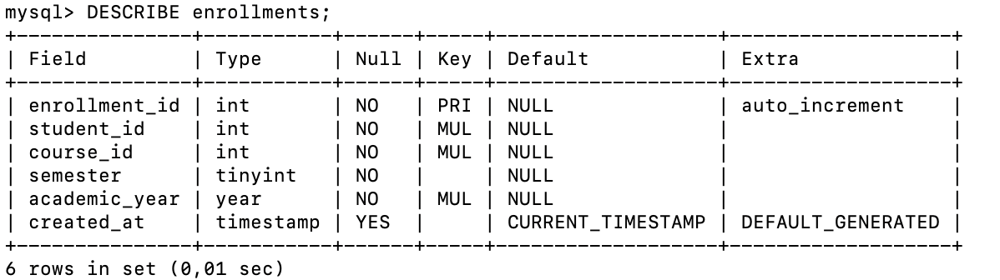 mysql> DESCRIBE enrollments;
+---------------+-----------+------+-----+-------------------+-------------------+
| Field         | Type      | Null | Key | Default           | Extra             |
+---------------+-----------+------+-----+-------------------+-------------------+
| enrollment_id | int       | NO   | PRI | NULL              | auto_increment    |
| student_id    | int       | NO   | MUL | NULL              |                   |
| course_id     | int       | NO   | MUL | NULL              |                   |
| semester      | tinyint   | NO   |     | NULL              |                   |
| academic_year | year      | NO   | MUL | NULL              |                   |
| created_at    | timestamp | YES  |     | CURRENT_TIMESTAMP | DEFAULT_GENERATED |
+---------------+-----------+------+-----+-------------------+-------------------+
6 rows in set (0,01 sec)